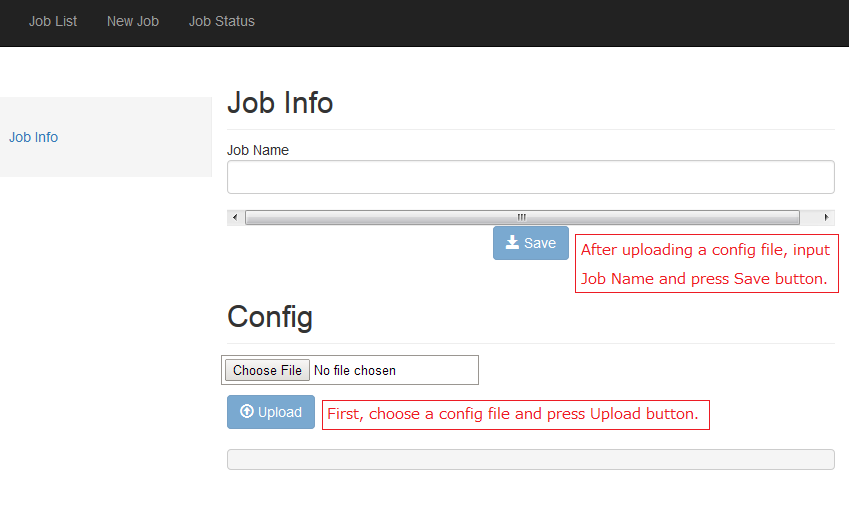 Job List New Job Job Status
Job Info
Job Info
Job Name
Save
After uploading a config file, input
Job Name and press Save button.
Config
Choose File No file chosen
Upload
First, choose a config file and press Upload button.